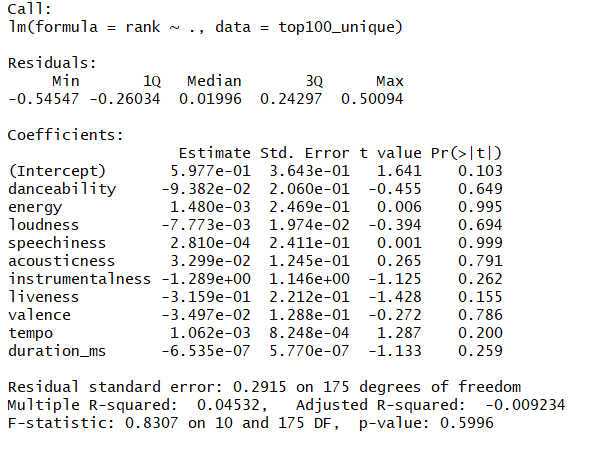 Call:
lm(formula = rank ~ ., data = top100_unique)
Residuals:
     Min       1Q   Median       3Q      Max
-0.54547 -0.26034  0.01996  0.24297  0.50094
Coefficients:
                   Estimate Std. Error t value Pr(>|t|)
(Intercept)       5.977e-01  3.643e-01   1.641    0.103
danceability     -9.382e-02  2.060e-01  -0.455    0.649
energy            1.480e-03  2.469e-01   0.006    0.995
loudness         -7.773e-03  1.974e-02  -0.394    0.694
speechiness       2.810e-04  2.411e-01   0.001    0.999
acousticness      3.299e-02  1.245e-01   0.265    0.791
instrumentalness -1.289e+00  1.146e+00  -1.125    0.262
liveness         -3.159e-01  2.212e-01  -1.428    0.155
valence          -3.497e-02  1.288e-01  -0.272    0.786
tempo             1.062e-03  8.248e-04   1.287    0.200
duration_ms      -6.535e-07  5.770e-07  -1.133    0.259
Residual standard error: 0.2915 on 175 degrees of freedom
Multiple R-squared:  0.04532,   Adjusted R-squared:  -0.009234
F-statistic: 0.8307 on 10 and 175 DF,  p-value: 0.5996